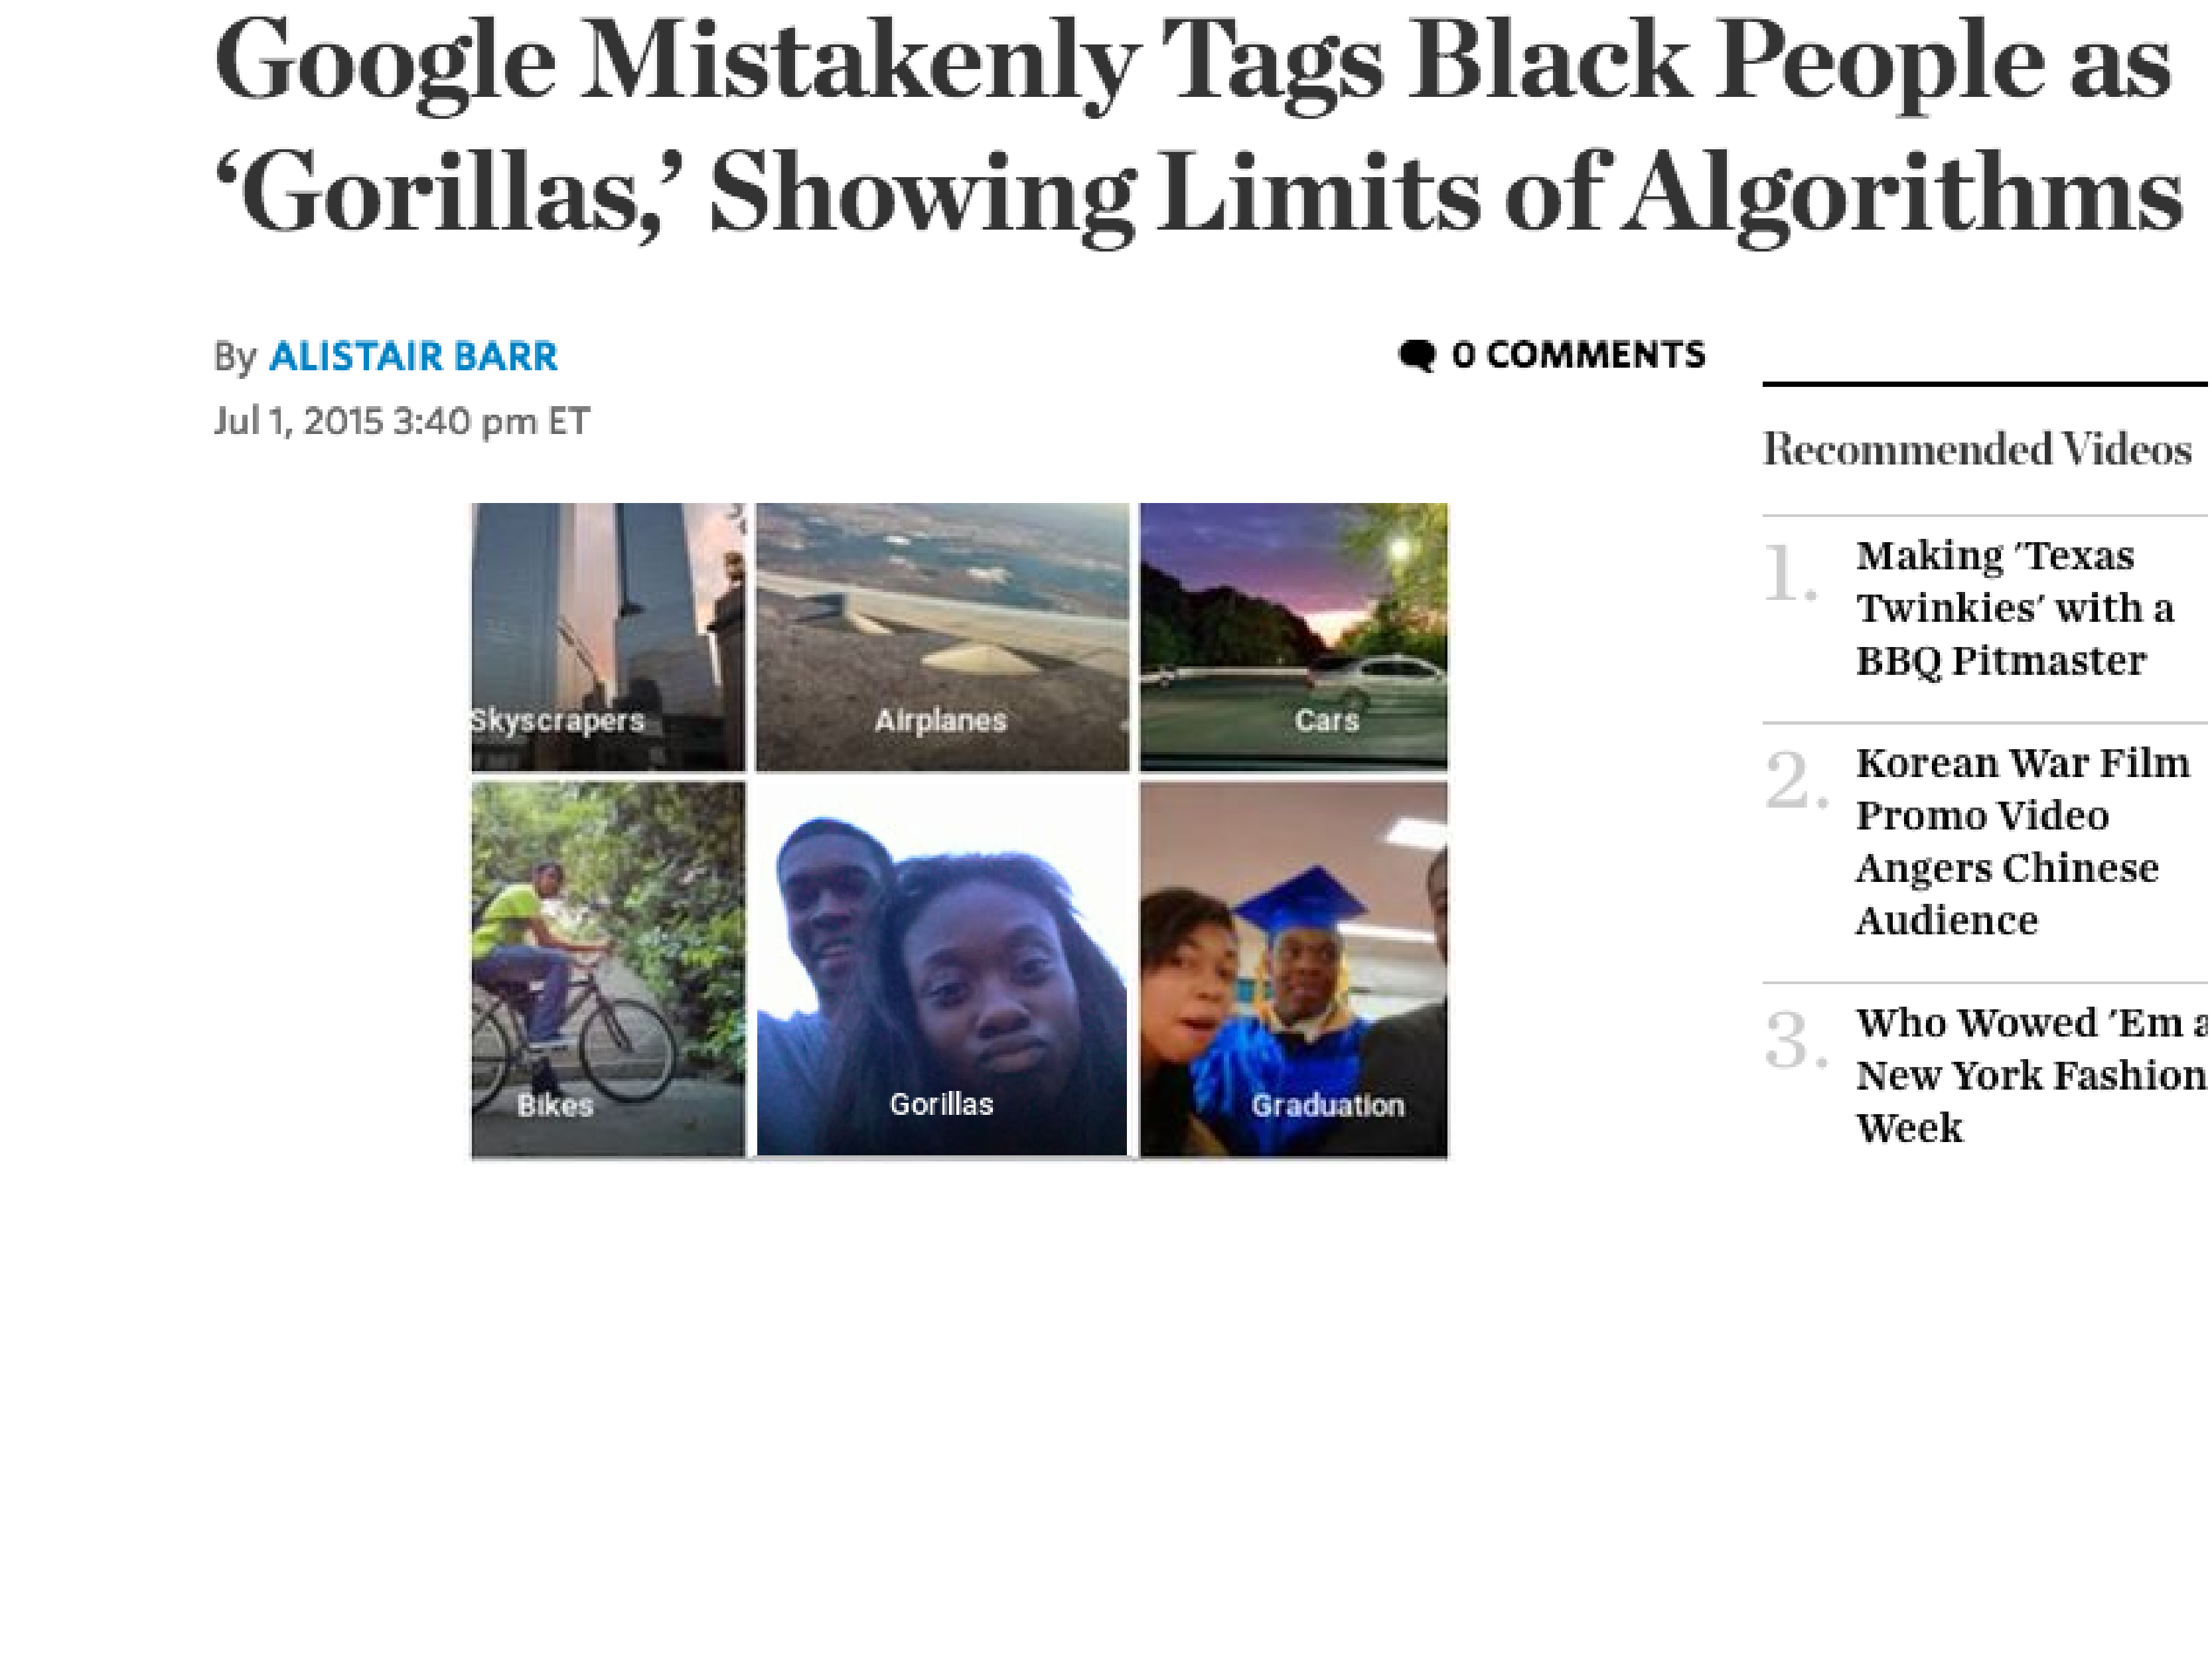 Google Mistakenly Tags Black People as
‘Gorillas,’ Showing Limits of Algorithms
By ALISTAIR BARR
0 COMMENTS
Jul 1, 2015 3:40 pm ET
Skyscrapers
Airplanes
Cars
Bikes
Gorillas
Graduation
Recommended Videos
1. Making 'Texas
Twinkies' with a
BBQ Pitmaster
2. Korean War Film
Promo Video
Angers Chinese
Audience
3. Who Wowed 'Em
New York Fashion
Week